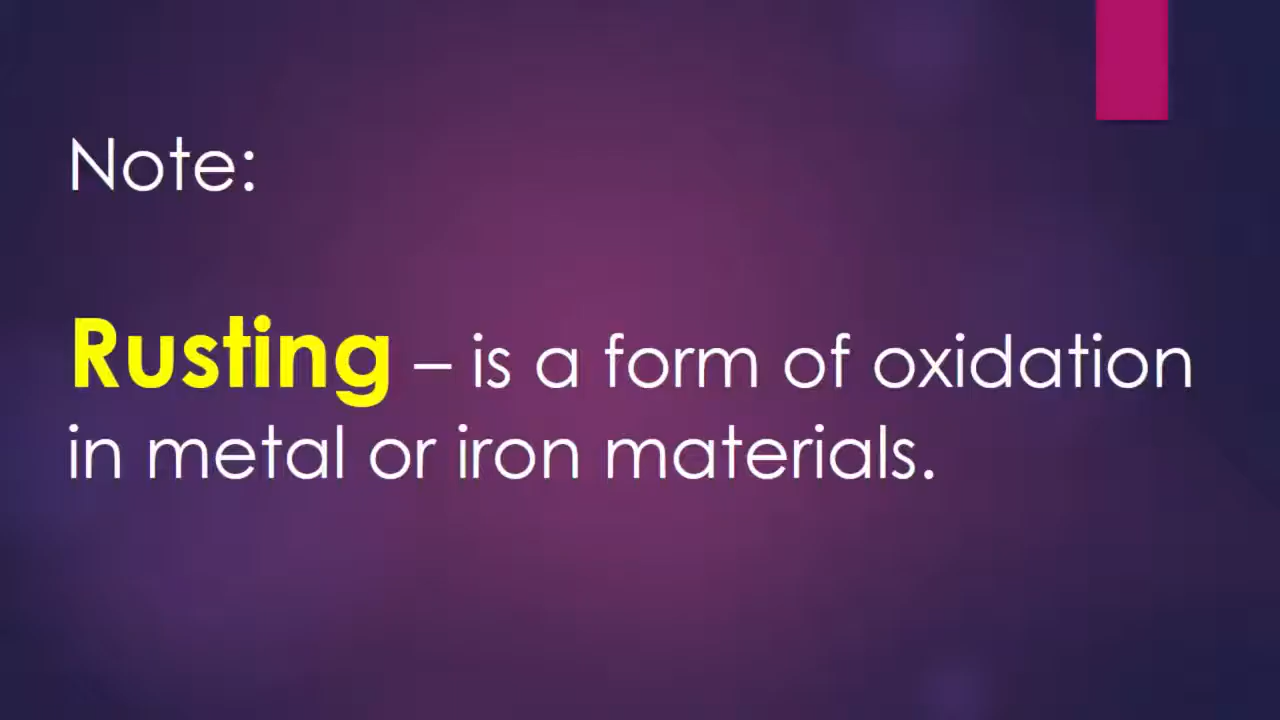 Note:
Rusting – is a form of oxidation
in metal or iron materials.